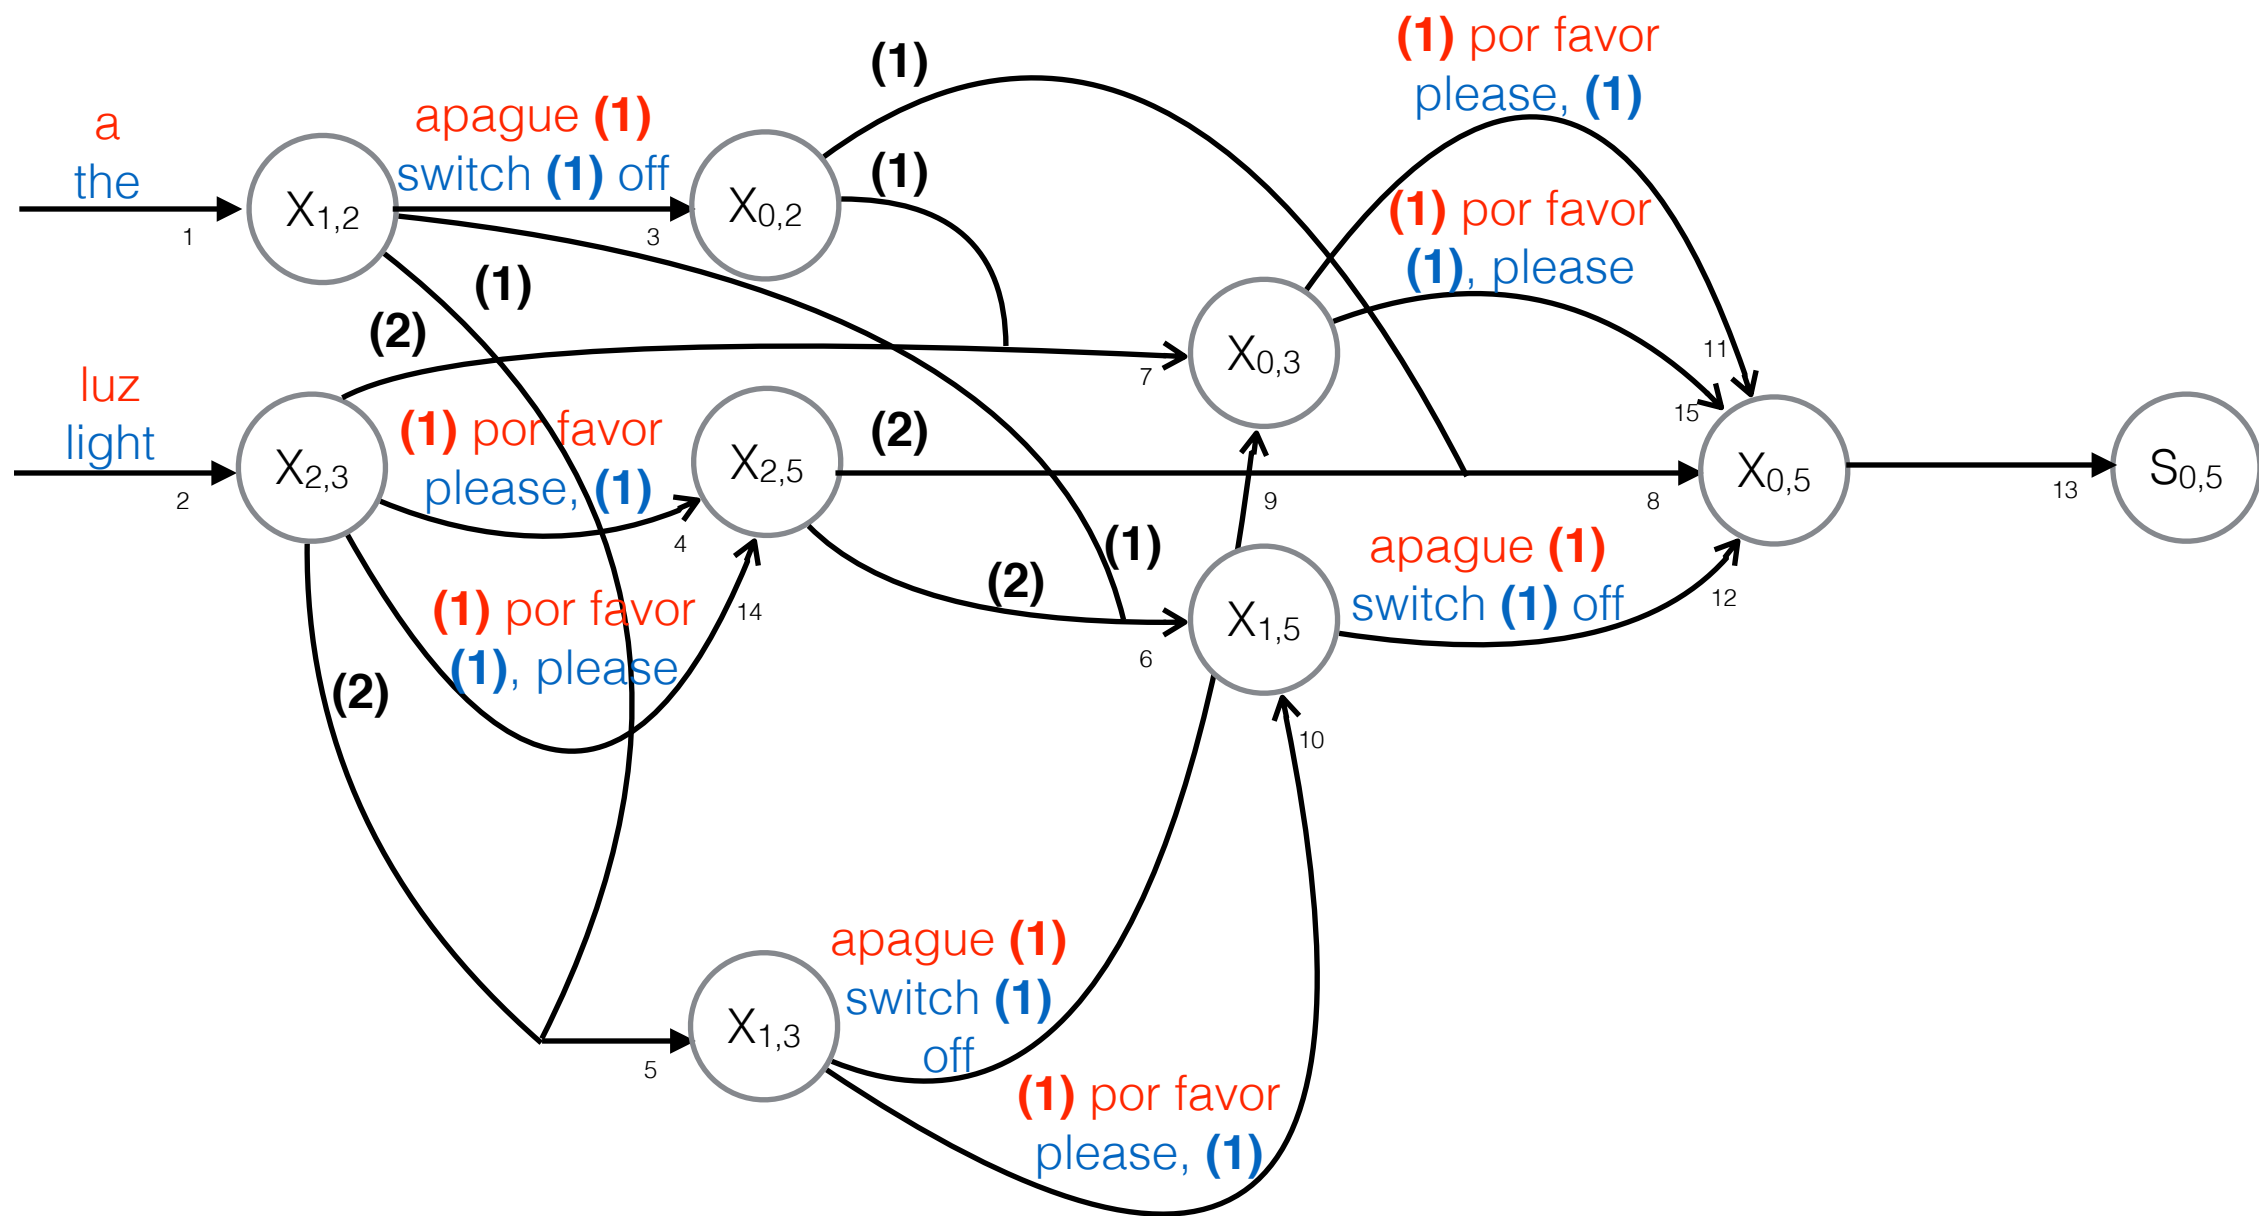 (1) por favor
please, (1)
(1)
a
the
1
apague (1)
switch (1) off
3
X1,2
X0,2
(1)
(1) por favor
(1), please
(1)
(2)
luz
light
2
X2,3
(1) por favor
please, (1)
4
X2,5
(2)
7
X0,3
11
15
9
8
X0,5
13
S0,5
(1) por favor
(1), please
14
(2)
(1)
(2)
6
X1,5
apague (1)
switch (1) off
12
10
5
X1,3
apague (1)
switch (1)
off
(1) por favor
please, (1)